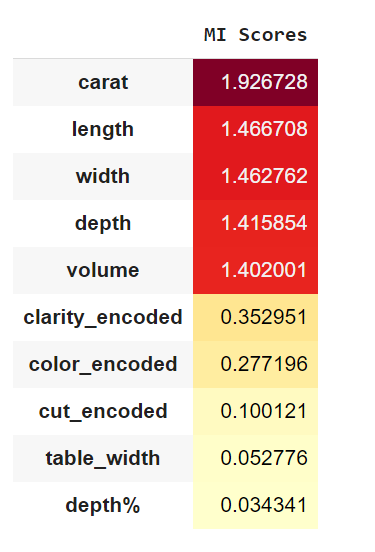 MI Scores
carat 1.926728
length 1.466708
width 1.462762
depth 1.415854
volume 1.402001
clarity_encoded 0.352951
color_encoded 0.277196
cut_encoded 0.100121
table_width 0.052776
depth% 0.034341